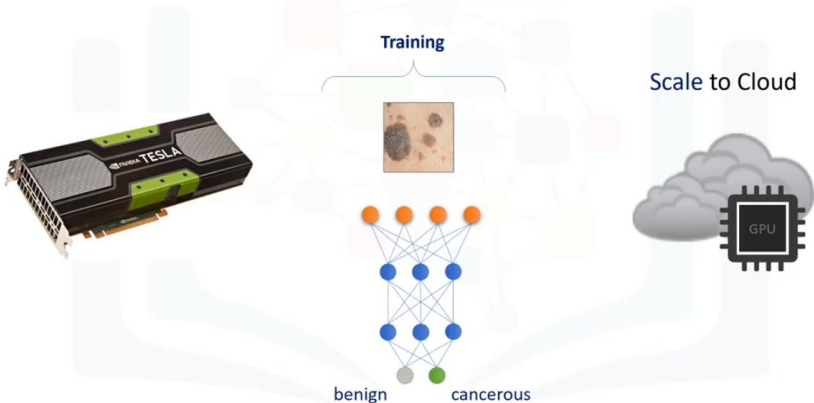 Training
Scale to Cloud
NVIDIA TESLA
GPU
benign
cancerous